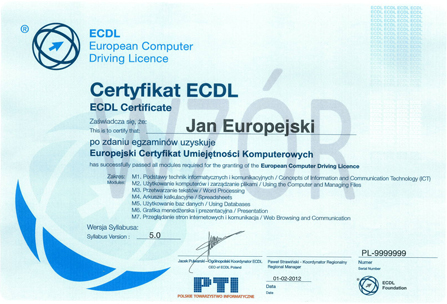 ®
ECDL
European Computer
Driving Licence
WZÓR
Certyfikat ECDL
ECDL Certificate
Zaświadcza się, że:
This is to certify that:
Jan Europejski
po zdaniu egzaminów uzyskuje
Europejski Certyfikat Umiejętności Komputerowych
has successfully passed all modules required for the granting of the European Computer Driving Licence
Zakres: M1. Podstawy technik informatycznych i komunikacyjnych / Concepts of Information and Communication Technology (ICT)
Modules: M2. Użytkowanie komputerów i zarządzanie plikami / Using the Computer and Managing Files
M3. Przetwarzanie tekstów / Word Processing
M4. Arkusze kalkulacyjne / Spreadsheets
M5. Użytkowanie baz danych / Using Databases
M6. Grafika menedżerska i prezentacyjna / Presentation
M7. Przeglądanie stron internetowych i komunikacja / Web Browsing and Communication
Wersja Syllabusa:
Syllabus Version : 5.0
PL-9999999
Ogólnopolski Koordynator ECDL
CEO of ECDL Poland
Paweł Strawiński - Koordynator Regionalny
Regional Manager
Numer
Serial Number
01-02-2012
Data
Date
PTI
POLSKIE TOWARZYSTWO INFORMATYCZNE
ECDL
Foundation